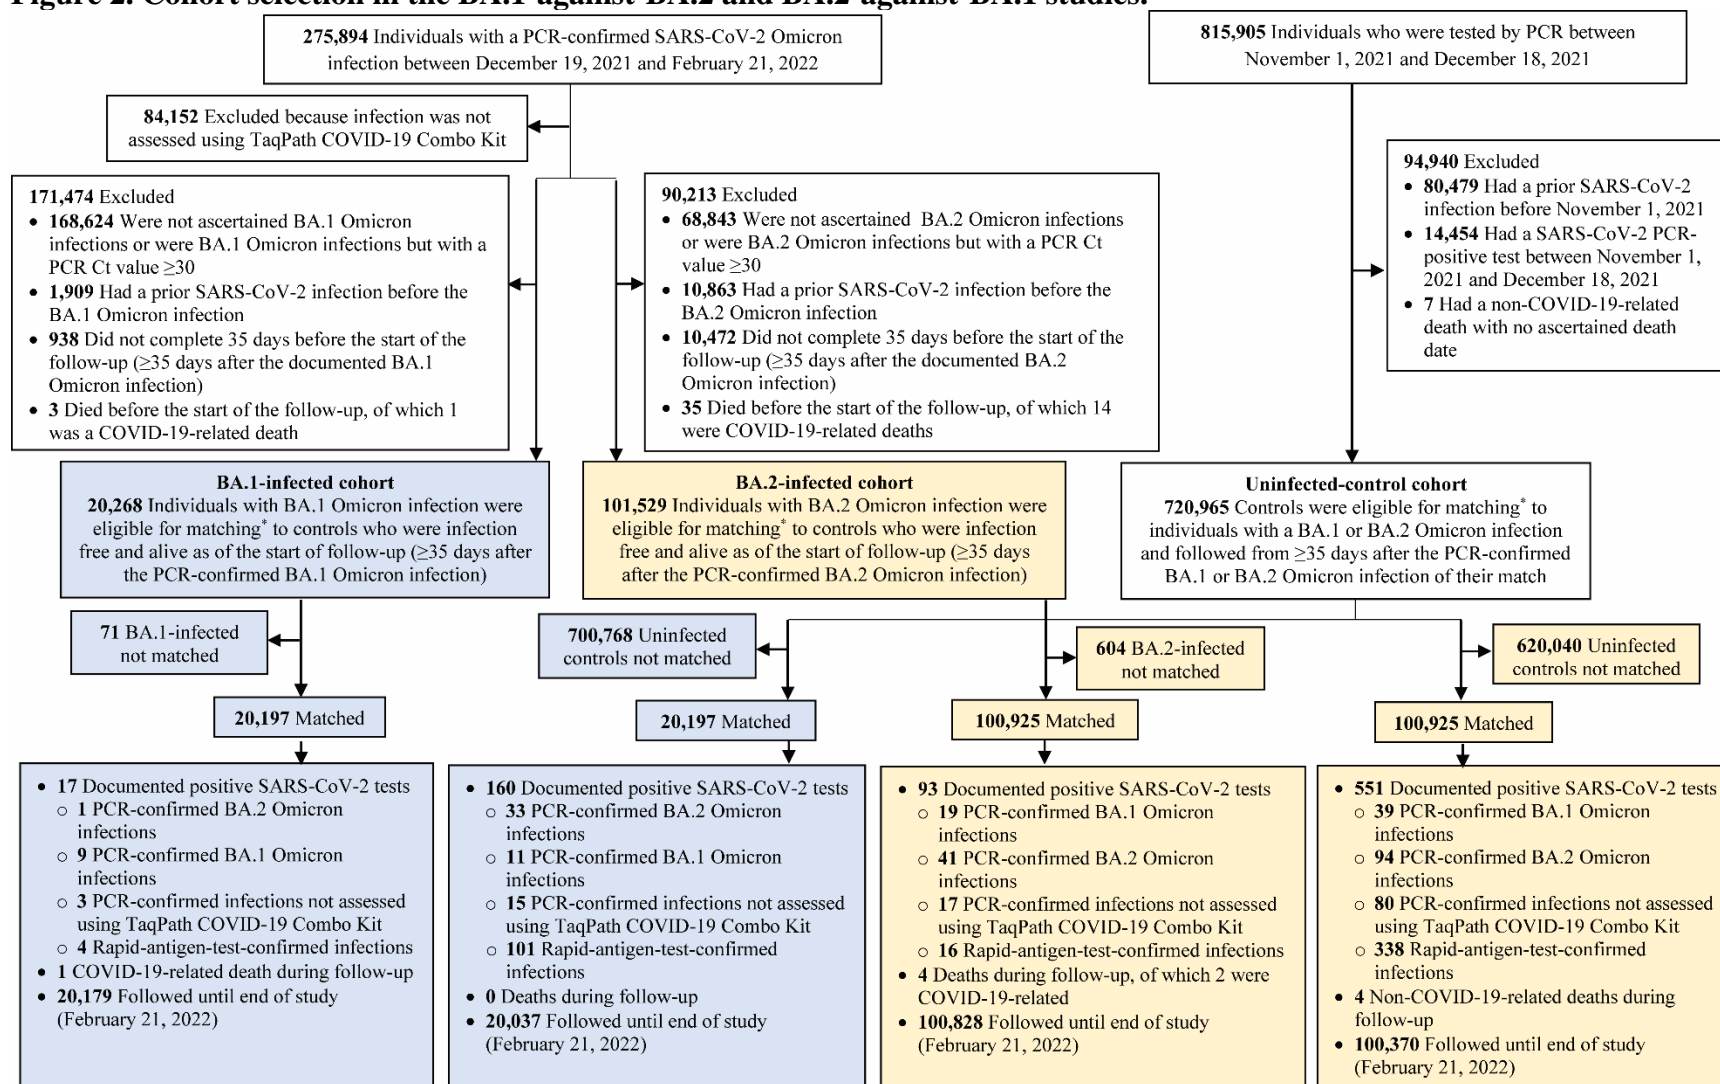 Figure 2. Cohort selection in the BA.1-against-BA.2 and BA.2-against-BA.1 studies.
275,894 Individuals with a PCR-confirmed SARS-CoV-2 Omicron
infection between December 19, 2021 and February 21, 2022
815,905 Individuals who were tested by PCR between
November 1, 2021 and December 18, 2021
84,152 Excluded because infection was not
assessed using TaqPath COVID-19 Combo Kit
171,474 Excluded
• 168,624 Were not ascertained BA.1 Omicron
infections or were BA.1 Omicron infections but with a
PCR Ct value ≥30
• 1,909 Had a prior SARS-CoV-2 infection before the
BA.1 Omicron infection
• 938 Did not complete 35 days before the start of the
follow-up (≥35 days after the documented BA.1
Omicron infection)
• 3 Died before the start of the follow-up, of which 1
was a COVID-19-related death
90,213 Excluded
• 68,843 Were not ascertained BA.2 Omicron infections
or were BA.2 Omicron infections but with a PCR Ct
value ≥30
• 10,863 Had a prior SARS-CoV-2 infection before the
BA.2 Omicron infection
• 10,472 Did not complete 35 days before the start of the
follow-up (≥35 days after the documented BA.2
Omicron infection)
• 35 Died before the start of the follow-up, of which 14
were COVID-19-related deaths
94,940 Excluded
• 80,479 Had a prior SARS-CoV-2
infection before November 1, 2021
• 14,454 Had a SARS-CoV-2 PCR-
positive test between November 1,
2021 and December 18, 2021
• 7 Had a non-COVID-19-related
death with no ascertained death
date
BA.1-infected cohort
20,268 Individuals with BA.1 Omicron infection were
eligible for matching* to controls who were infection
free and alive as of the start of follow-up (≥35 days after
the PCR-confirmed BA.1 Omicron infection)
BA.2-infected cohort
101,529 Individuals with BA.2 Omicron infection were
eligible for matching* to controls who were infection
free and alive as of the start of follow-up (≥35 days
after the PCR-confirmed BA.2 Omicron infection)
Uninfected-control cohort
720,965 Controls were eligible for matching* to
individuals with a BA.1 or BA.2 Omicron infection
and followed from ≥35 days after the PCR-confirmed
BA.1 or BA.2 Omicron infection of their match
71 BA.1-infected
not matched
700,768 Uninfected
controls not matched
604 BA.2-infected
not matched
620,040 Uninfected
controls not matched
20,197 Matched
20,197 Matched
100,925 Matched
100,925 Matched
• 17 Documented positive SARS-CoV-2 tests
○ 1 PCR-confirmed BA.2 Omicron
infections
○ 9 PCR-confirmed BA.1 Omicron
infections
○ 3 PCR-confirmed infections not assessed
using TaqPath COVID-19 Combo Kit
○ 4 Rapid-antigen-test-confirmed infections
• 1 COVID-19-related death during follow-up
• 20,179 Followed until end of study
(February 21, 2022)
• 160 Documented positive SARS-CoV-2 tests
○ 33 PCR-confirmed BA.2 Omicron
infections
○ 11 PCR-confirmed BA.1 Omicron
infections
○ 15 PCR-confirmed infections not assessed
using TaqPath COVID-19 Combo Kit
○ 101 Rapid-antigen-test-confirmed
infections
• 0 Deaths during follow-up
• 20,037 Followed until end of study
(February 21, 2022)
• 93 Documented positive SARS-CoV-2 tests
○ 19 PCR-confirmed BA.1 Omicron
infections
○ 41 PCR-confirmed BA.2 Omicron
infections
○ 17 PCR-confirmed infections not assessed
using TaqPath COVID-19 Combo Kit
○ 16 Rapid-antigen-test-confirmed infections
• 4 Deaths during follow-up, of which 2 were
COVID-19-related
• 100,828 Followed until end of study
(February 21, 2022)
• 551 Documented positive SARS-CoV-2 tests
○ 39 PCR-confirmed BA.1 Omicron
infections
○ 94 PCR-confirmed BA.2 Omicron
infections
○ 80 PCR-confirmed infections not assessed
using TaqPath COVID-19 Combo Kit
○ 338 Rapid-antigen-test-confirmed
infections
• 4 Non-COVID-19-related deaths during
follow-up
• 100,370 Followed until end of study
(February 21, 2022)